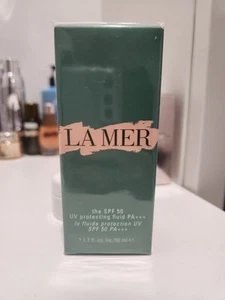 LA MER
the SPF 50
UV protecting fluid PA+++
le fluide protection UV
SPF 50 PA+++
1.7 fl. oz./50 ml ℮